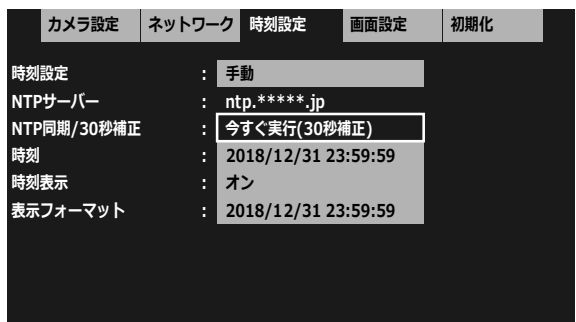 カメラ設定 ネットワーク 時刻設定 画面設定 初期化
時刻設定 : 手動
NTPサーバー : ntp.*****.jp
NTP同期/30秒補正 : 今すぐ実行(30秒補正)
時刻 : 2018/12/31 23:59:59
時刻表示 : オン
表示フォーマット : 2018/12/31 23:59:59